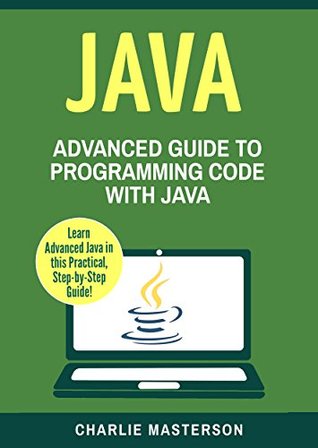 JAVA
ADVANCED GUIDE TO
PROGRAMMING CODE
WITH JAVA
Learn
Advanced Java in
this Practical,
Step-by-Step
Guide!
CHARLIE MASTERSON